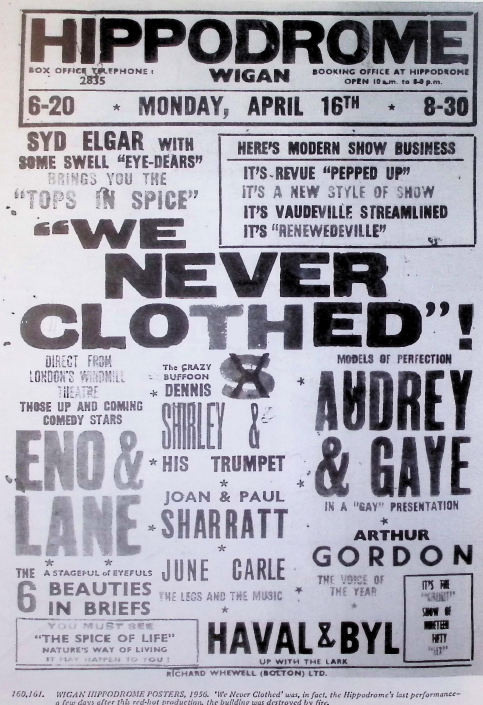 HIPPODROME
BOX OFFICE TELEPHONE:
2835
WIGAN
BOOKING OFFICE AT HIPPODROME
OPEN 10 a.m. to 8-0 p.m.
6-20 * MONDAY, APRIL 16TH * 8-30
SYD ELGAR WITH
SOME SWELL "EYE-DEARS"
BRINGS YOU THE
"TOPS IN SPICE"
HERE'S MODERN SHOW BUSINESS
IT'S REVUE "PEPPED UP"
IT'S A NEW STYLE OF SHOW
IT'S VAUDEVILLE STREAMLINED
IT'S "RENEWEDEVILLE"
"WE
NEVER
CLOTHED"!
DIRECT FROM
LONDON'S WINDMILL
THEATRE
THOSE UP AND COMING
COMEDY STARS
ENO &
LANE
THE 6
A STAGEFUL of EYEFULS
BEAUTIES
IN BRIEFS
YOU MUST SEE
"THE SPICE OF LIFE"
NATURE'S WAY OF LIVING
IT MAY HAPPEN TO YOU!
The CRAZY
BUFFOON
* DENNIS
SHIRLEY &
* HIS TRUMPET
*
JOAN & PAUL
* SHARRATT
*
JUNE CARLE
THE LEGS AND THE MUSIC
*
MODELS OF PERFECTION
AUDREY
& GAYE
IN A "GAY" PRESENTATION
*
ARTHUR
GORDON
THE VOICE OF
THE YEAR
*
IT'S THE
SHOW OF
NINETEEN
FIFTY
HAVAL & BYL
UP WITH THE LARK
RICHARD WHEWELL (BOLTON) LTD.
160,161. WIGAN HIPPODROME POSTERS, 1956. 'We Never Clothed' was, in fact, the Hippodrome's last performance–
a few days after this red-hot production, the building was destroyed by fire.